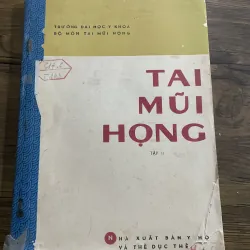 TRƯỜNG ĐẠI HỌC Y KHOA
BỘ MÔN TAI MŨI HỌNG
TAI
MŨI
HỌNG
TẬP II
NHÀ XUẤT BẢN Y HỌ
VÀ THỂ DỤC THỂ